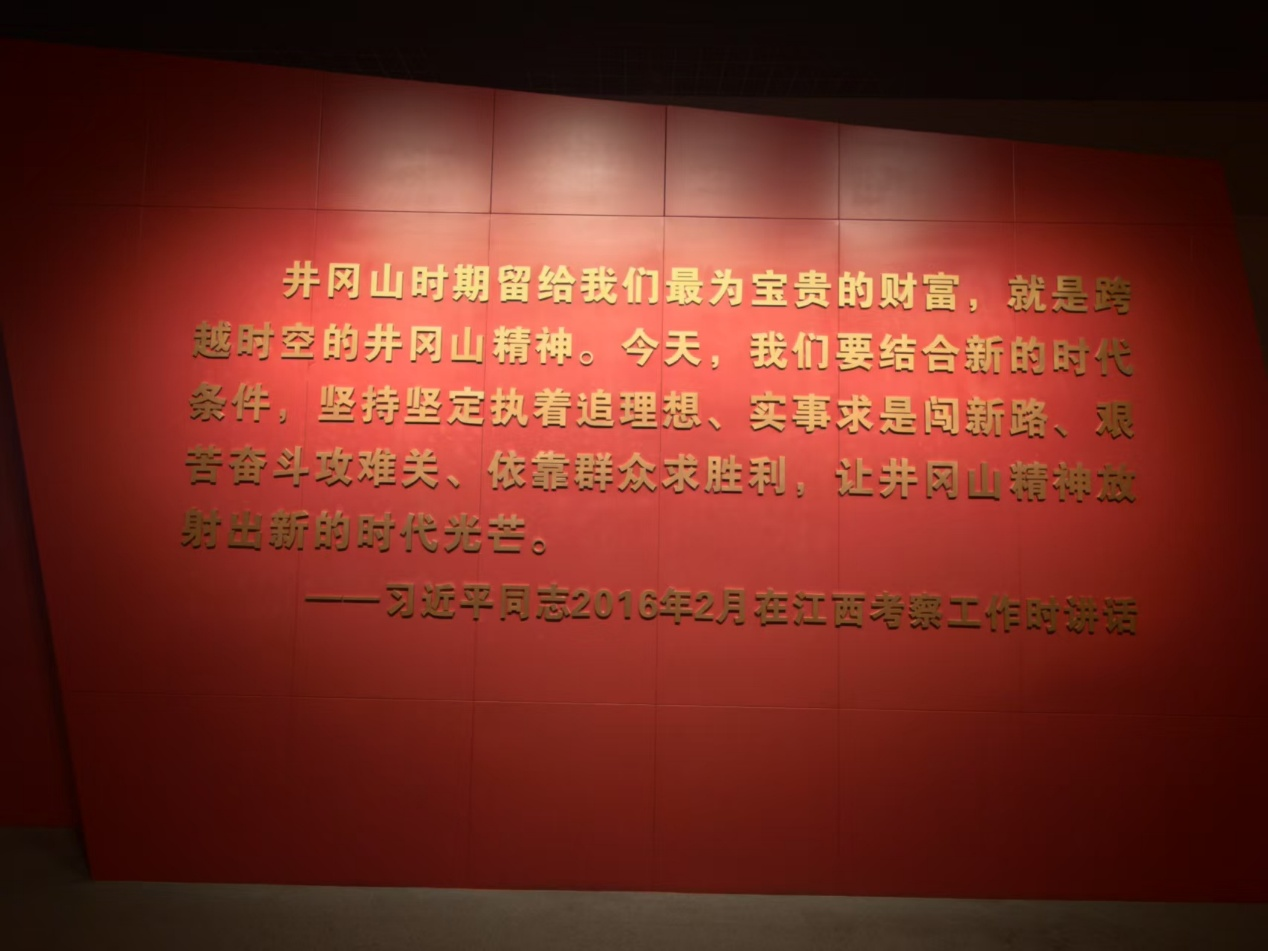 井冈山时期留给我们最为宝贵的财富，就是跨
越时空的井冈山精神。今天，我们要结合新的时代
条件，坚持坚定执着追理想、实事求是闯新路、艰
苦奋斗攻难关、依靠群众求胜利，让井冈山精神放
射出新的时代光芒。
——习近平同志2016年2月在江西考察工作时讲话